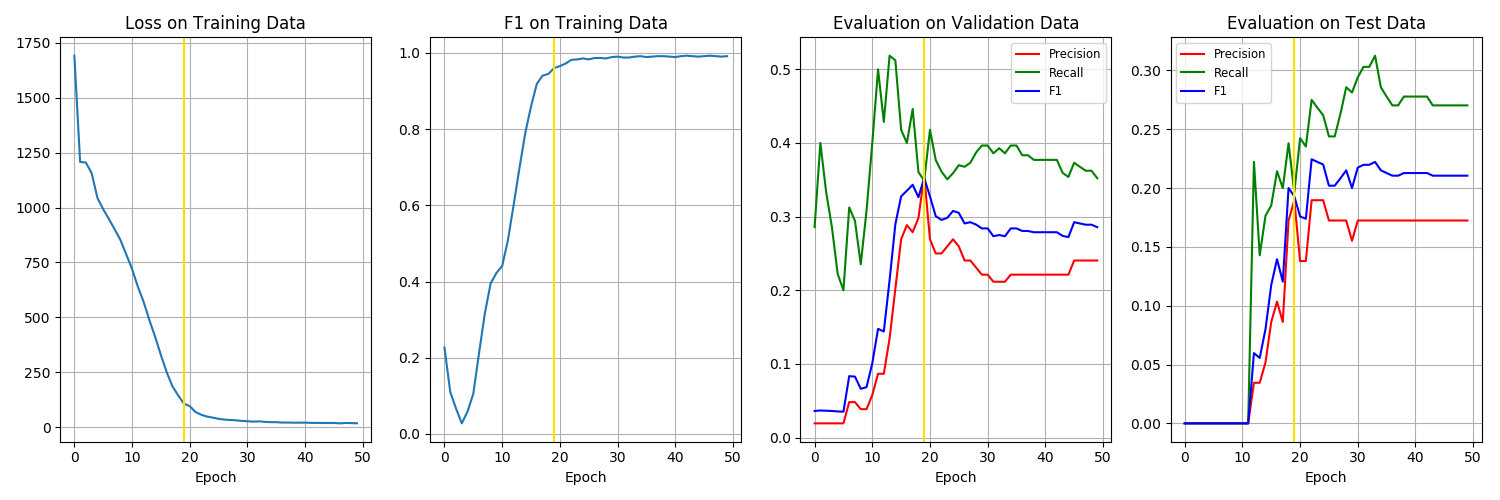 Loss on Training Data
1750
1500
1250
1000
750
500
250
0
0 10 20 30 40 50
Epoch
F1 on Training Data
1.0
0.8
0.6
0.4
0.2
0.0
0 10 20 30 40 50
Epoch
Evaluation on Validation Data
Precision
Recall
F1
0.5
0.4
0.3
0.2
0.1
0.0
0 10 20 30 40 50
Epoch
Evaluation on Test Data
Precision
Recall
F1
0.30
0.25
0.20
0.15
0.10
0.05
0.00
0 10 20 30 40 50
Epoch